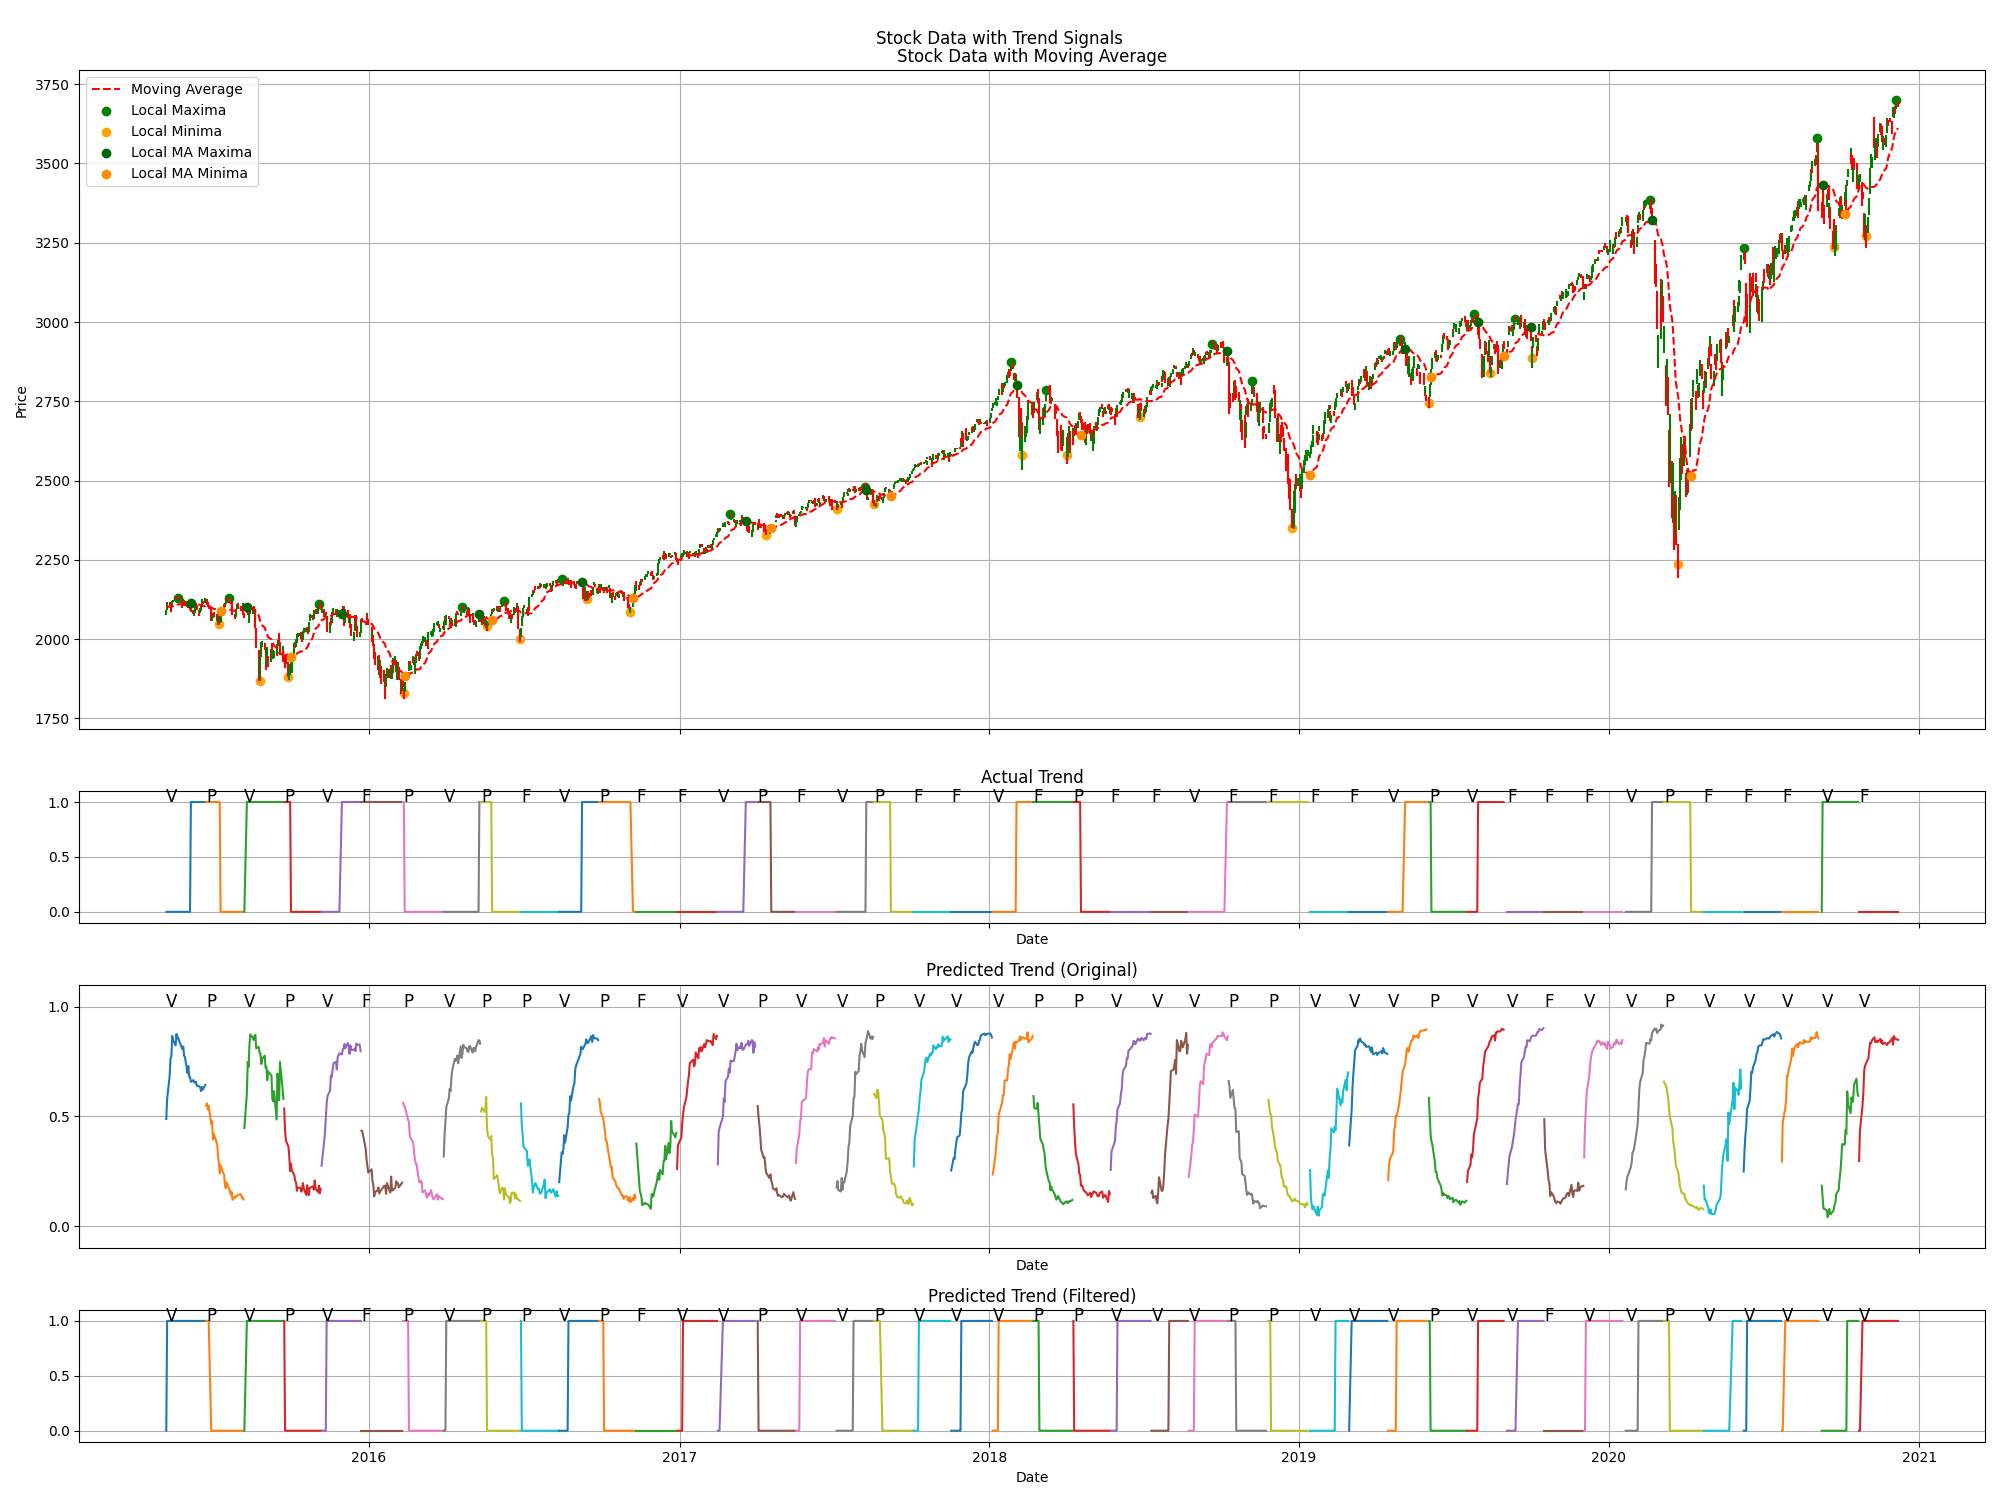 Stock Data with Trend Signals
Stock Data with Moving Average
3750
3500
3250
3000
2750
2500
2250
2000
1750
Price
Moving Average
Local Maxima
Local Minima
Local MA Maxima
Local MA Minima
Actual Trend
V P V P V F P V P F V P F F V P F V P F F V F P F F V F F F F V P V F F F V P F F F V F
1.0
0.5
0.0
Date
Predicted Trend (Original)
V P V P V F P V P P V P F V V P V V P V V V P P V V V P P V V V P V V F V V P V V V V V
1.0
0.5
0.0
Date
Predicted Trend (Filtered)
V P V P V F P V P P V P F V V P V V P V V V P P V V V P P V V V P V V F V V P V V V V V
1.0
0.5
0.0
2016 2017 2018 2019 2020 2021
Date